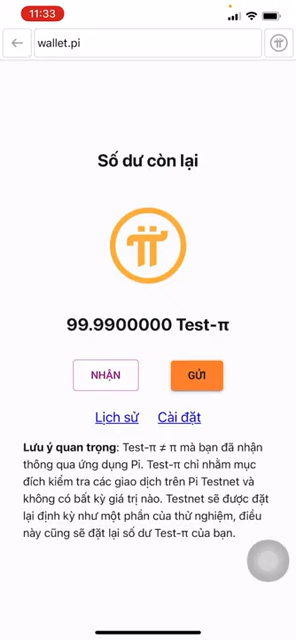 11:33
wallet.pi
Số dư còn lại
99.9900000 Test-π
NHẬN
GỬI
Lịch sử
Cài đặt
Lưu ý quan trọng: Test-π ≠ π mà bạn đã nhận
thông qua ứng dụng Pi. Test-π chỉ nhằm mục
đích kiểm tra các giao dịch trên Pi Testnet và
không có bất kỳ giá trị nào. Testnet sẽ được đặt
lại định kỳ như một phần của thử nghiệm, điều
này cũng sẽ đặt lại số dư Test-π của bạn.